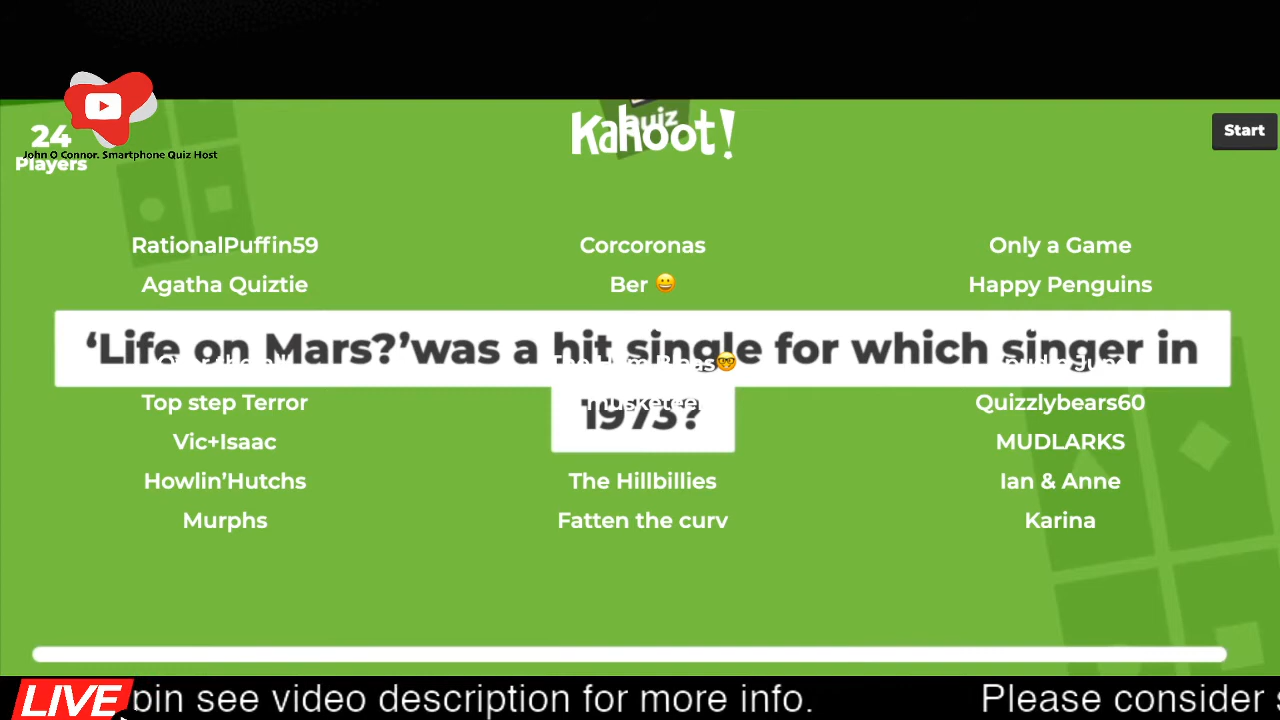 Quiz
Kahoot!
Start
24
Players
John O Connor. Smartphone Quiz Host
RationalPuffin59 Corcoronas Only a Game
Agatha Quiztie Ber 😀 Happy Penguins
‘Life on Mars?’was a hit single for which singer in
1973?
Top step Terror Quizzlybears60
Vic+Isaac MUDLARKS
Howlin’Hutchs The Hillbillies Ian & Anne
Murphs Fatten the curv Karina
LIVE pin see video description for more info. Please consider